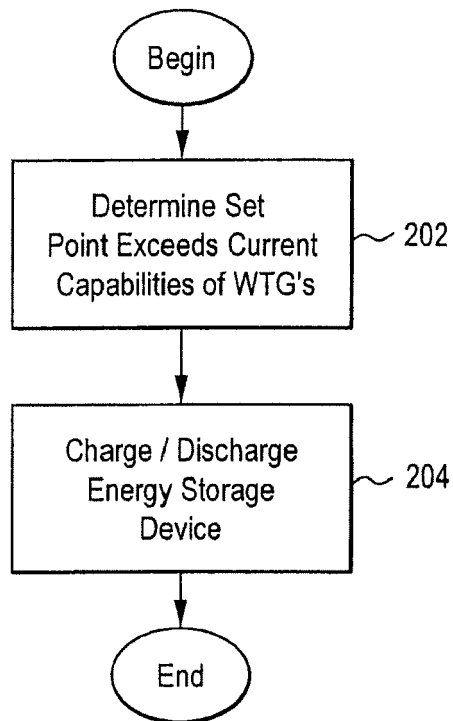 Begin
Determine Set
Point Exceeds Current
Capabilities of WTG's
202
Charge / Discharge
Energy Storage
Device
204
End